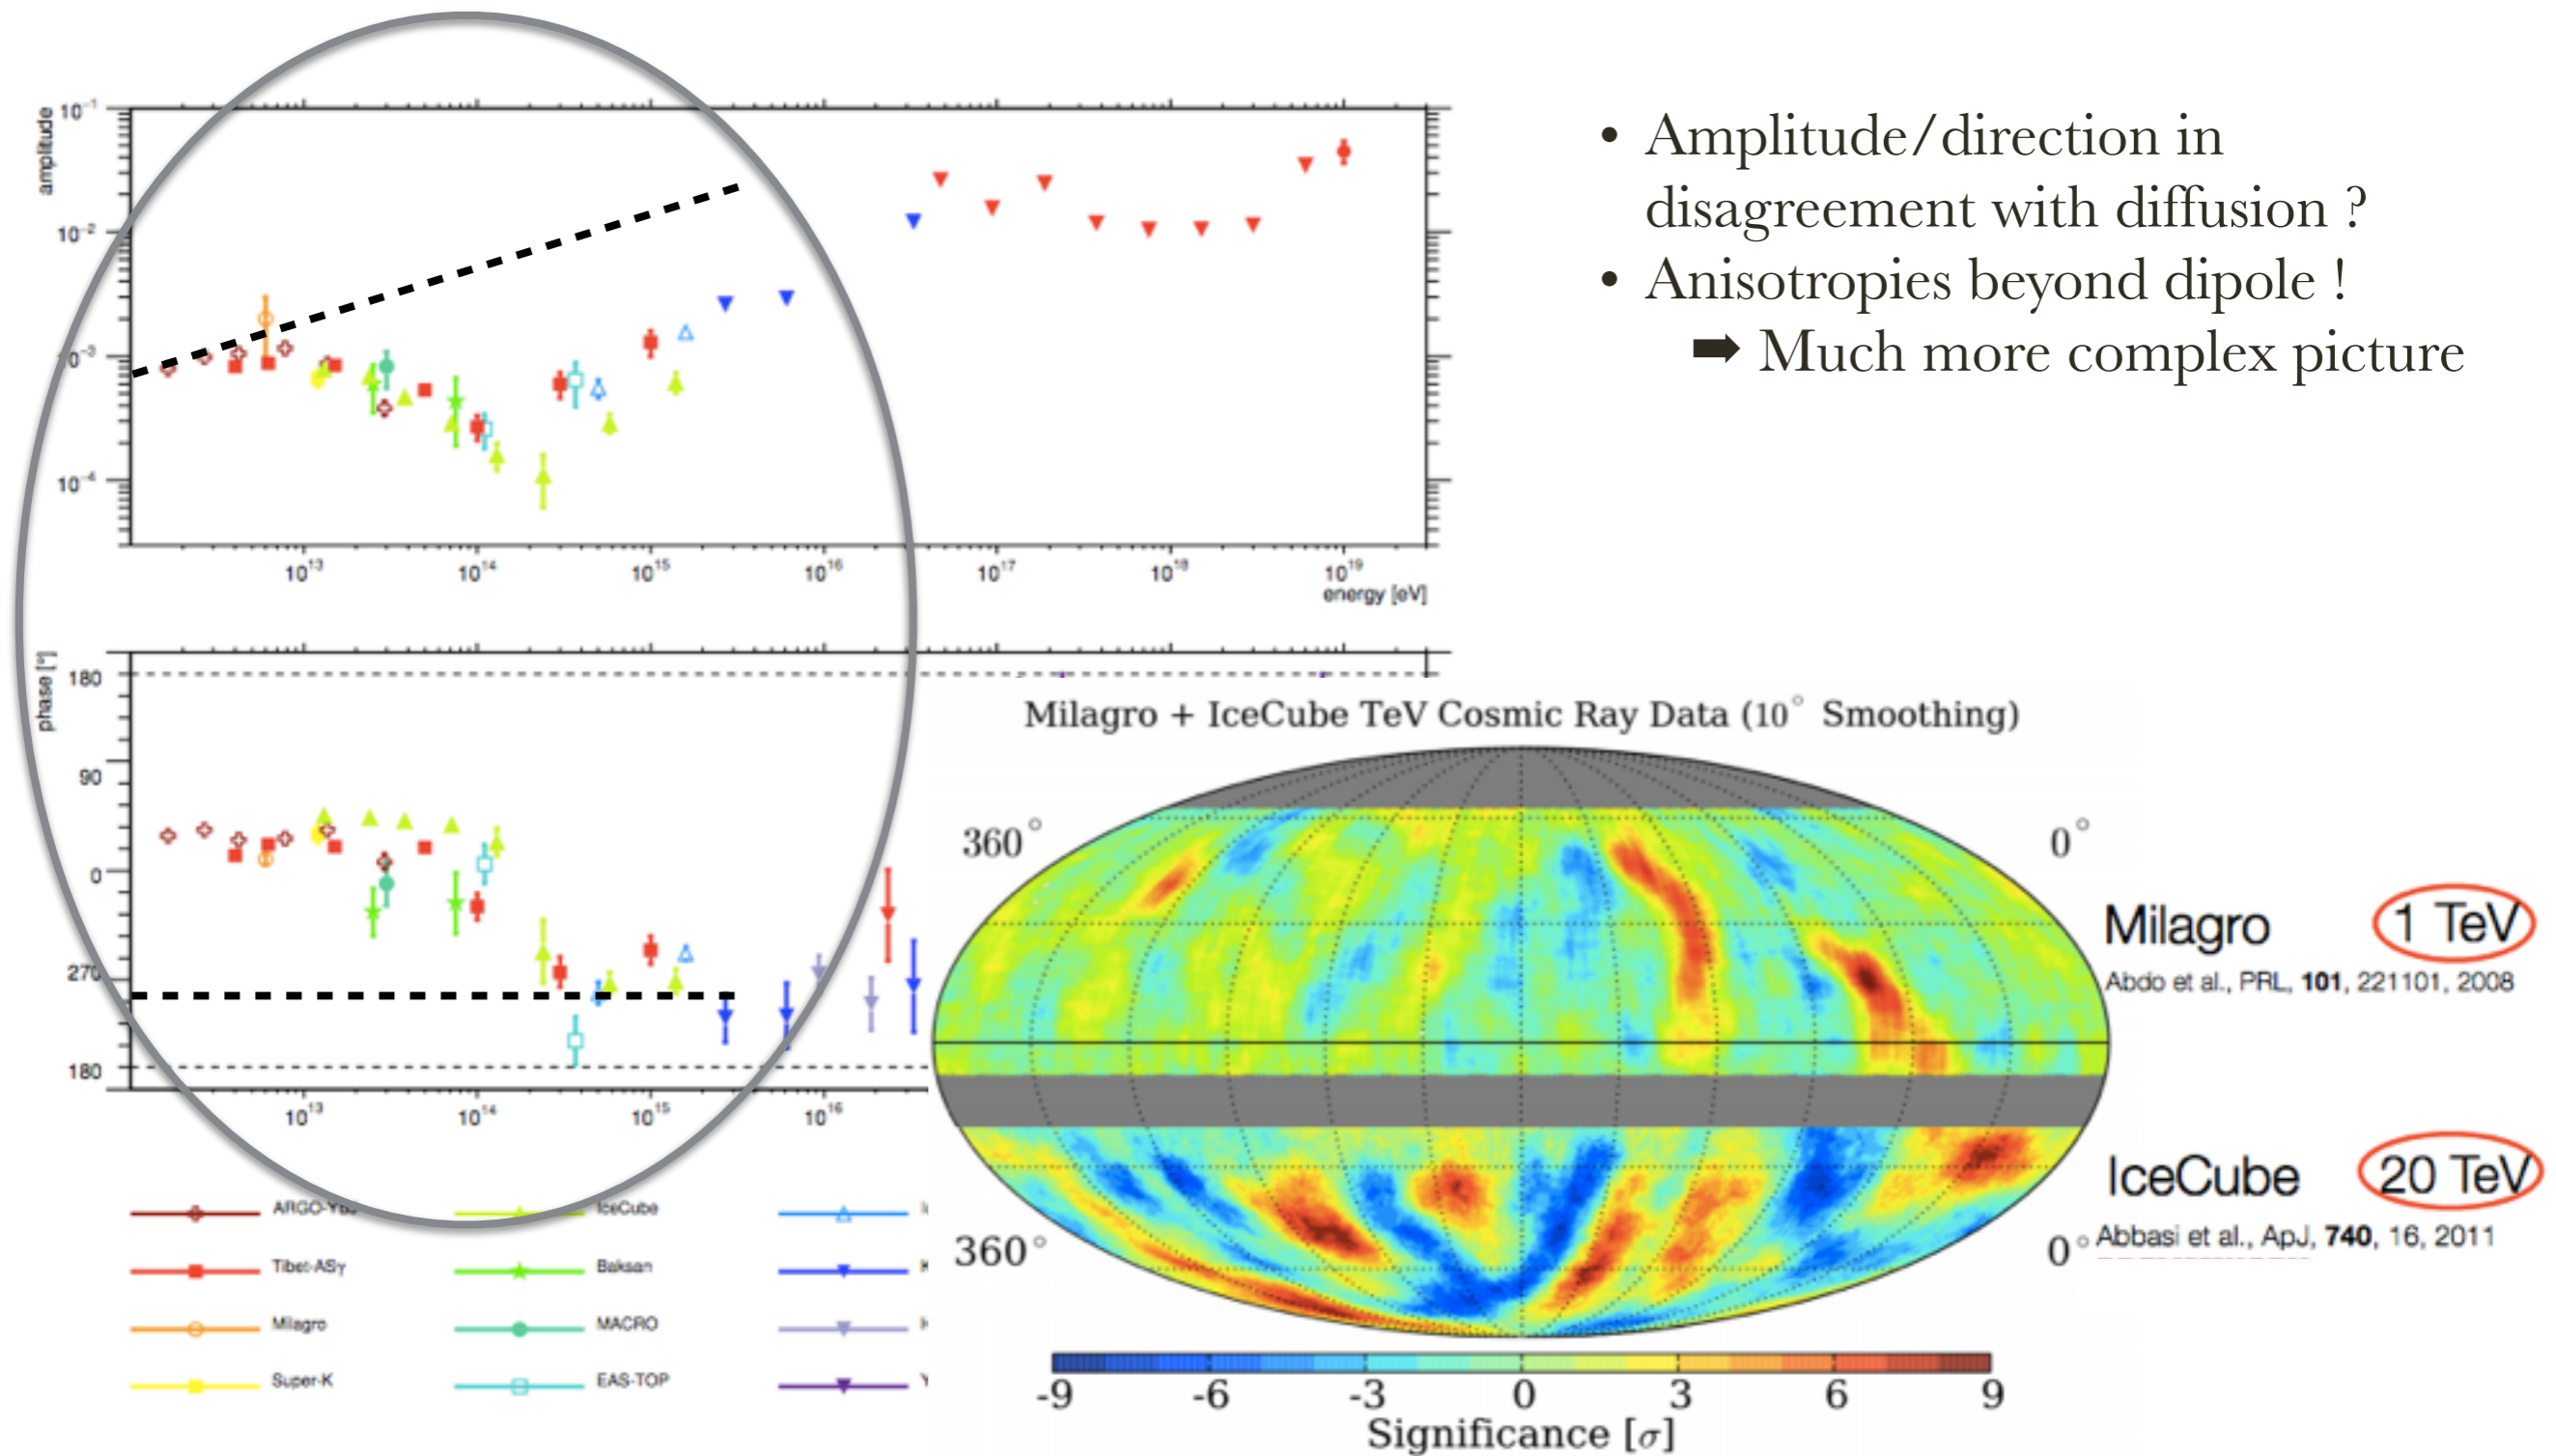 amplitude
10⁻¹
10⁻²
10⁻³
10⁻⁴
10¹³ 10¹⁴ 10¹⁵ 10¹⁶ 10¹⁷ 10¹⁸ 10¹⁹
energy [eV]
• Amplitude/direction in
disagreement with diffusion ?
• Anisotropies beyond dipole !
➡ Much more complex picture
phase [°]
180
90
0
270
180
10¹³ 10¹⁴ 10¹⁵ 10¹⁶
IceCube
Tibet-ASγ Baksan
Milagro MACRO
Super-K EAS-TOP
Milagro + IceCube TeV Cosmic Ray Data (10° Smoothing)
360° 0°
Milagro 1 TeV
Abdo et al., PRL, 101, 221101, 2008
IceCube 20 TeV
360° 0°
Abbasi et al., ApJ, 740, 16, 2011
-9 -6 -3 0 3 6 9
Significance [σ]